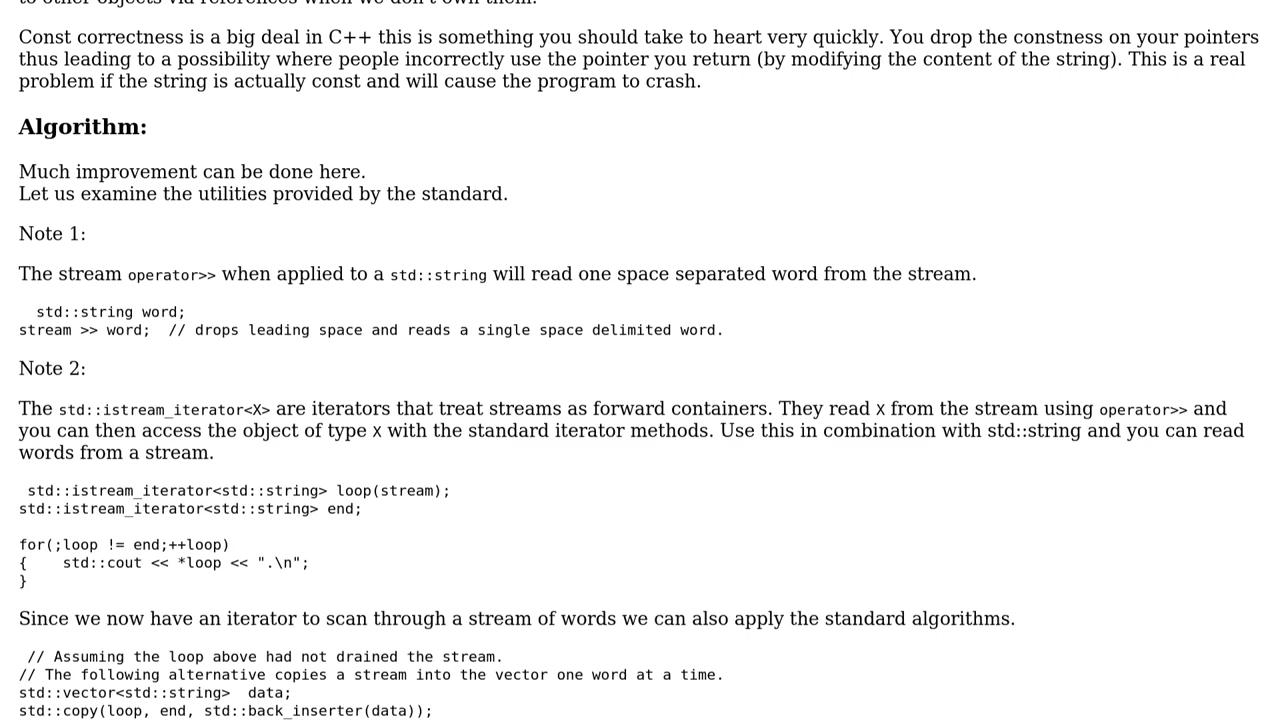 to other objects via references when we don't own them.
Const correctness is a big deal in C++ this is something you should take to heart very quickly. You drop the constness on your pointers
thus leading to a possibility where people incorrectly use the pointer you return (by modifying the content of the string). This is a real
problem if the string is actually const and will cause the program to crash.
Algorithm:
Much improvement can be done here.
Let us examine the utilities provided by the standard.
Note 1:
The stream operator>> when applied to a std::string will read one space separated word from the stream.
  std::string word;
stream >> word;  // drops leading space and reads a single space delimited word.
Note 2:
The std::istream_iterator<X> are iterators that treat streams as forward containers. They read X from the stream using operator>> and
you can then access the object of type X with the standard iterator methods. Use this in combination with std::string and you can read
words from a stream.
 std::istream_iterator<std::string> loop(stream);
std::istream_iterator<std::string> end;
for(;loop != end;++loop)
{    std::cout << *loop << ".\n";
}
Since we now have an iterator to scan through a stream of words we can also apply the standard algorithms.
 // Assuming the loop above had not drained the stream.
// The following alternative copies a stream into the vector one word at a time.
std::vector<std::string>  data;
std::copy(loop, end, std::back_inserter(data));